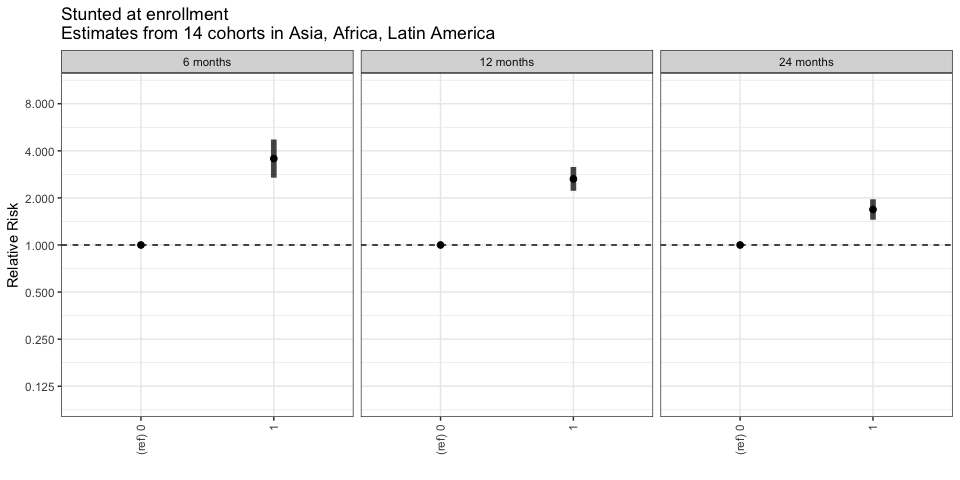 Stunted at enrollment
Estimates from 14 cohorts in Asia, Africa, Latin America
6 months
12 months
24 months
Relative Risk
8.000
4.000
2.000
1.000
0.500
0.250
0.125
(ref) 0
1
(ref) 0
1
(ref) 0
1